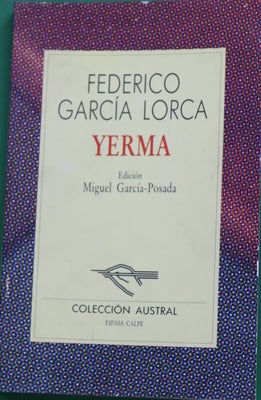 FEDERICO
GARCÍA LORCA
YERMA
Edición
Miguel García-Posada
COLECCIÓN AUSTRAL
ESPASA CALPE